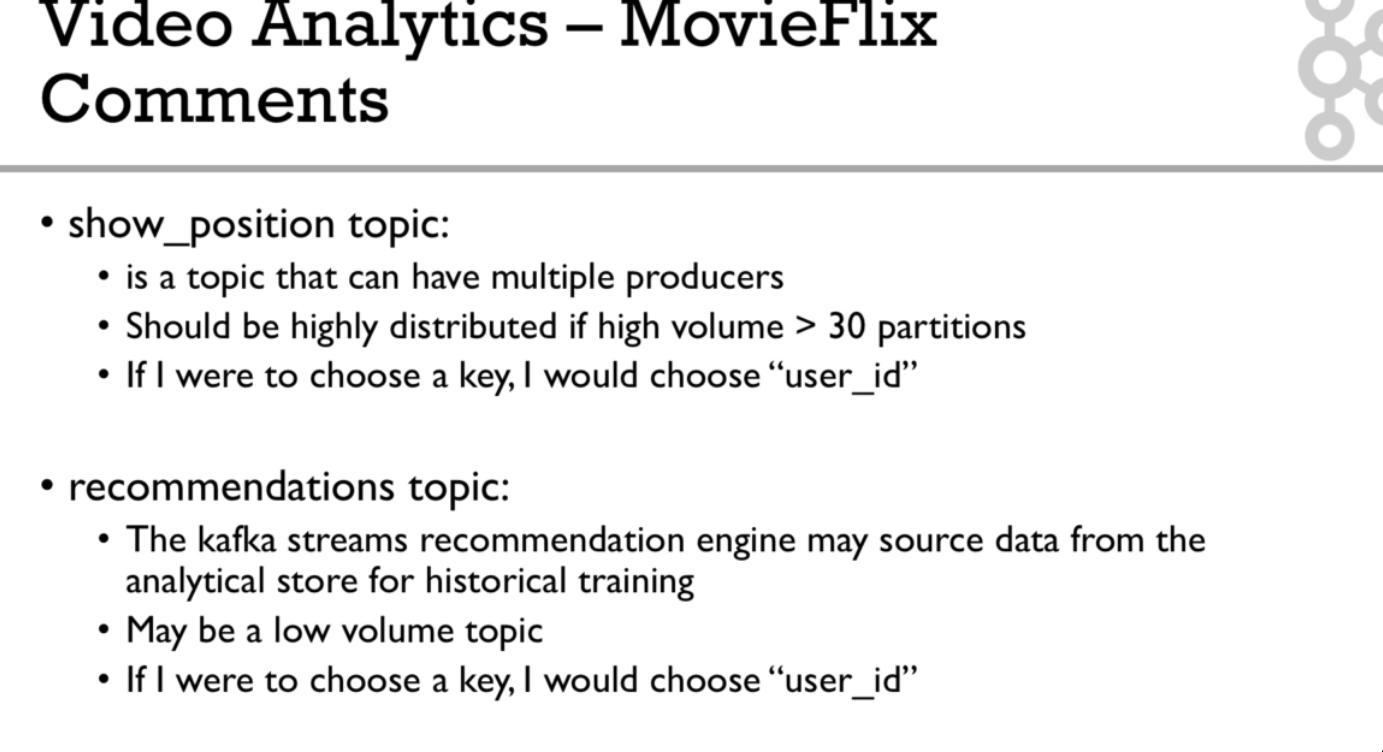 Video Analytics – MovieFlix
Comments
• show_position topic:
• is a topic that can have multiple producers
• Should be highly distributed if high volume > 30 partitions
• If I were to choose a key, I would choose “user_id”
• recommendations topic:
• The kafka streams recommendation engine may source data from the
analytical store for historical training
• May be a low volume topic
• If I were to choose a key, I would choose “user_id”